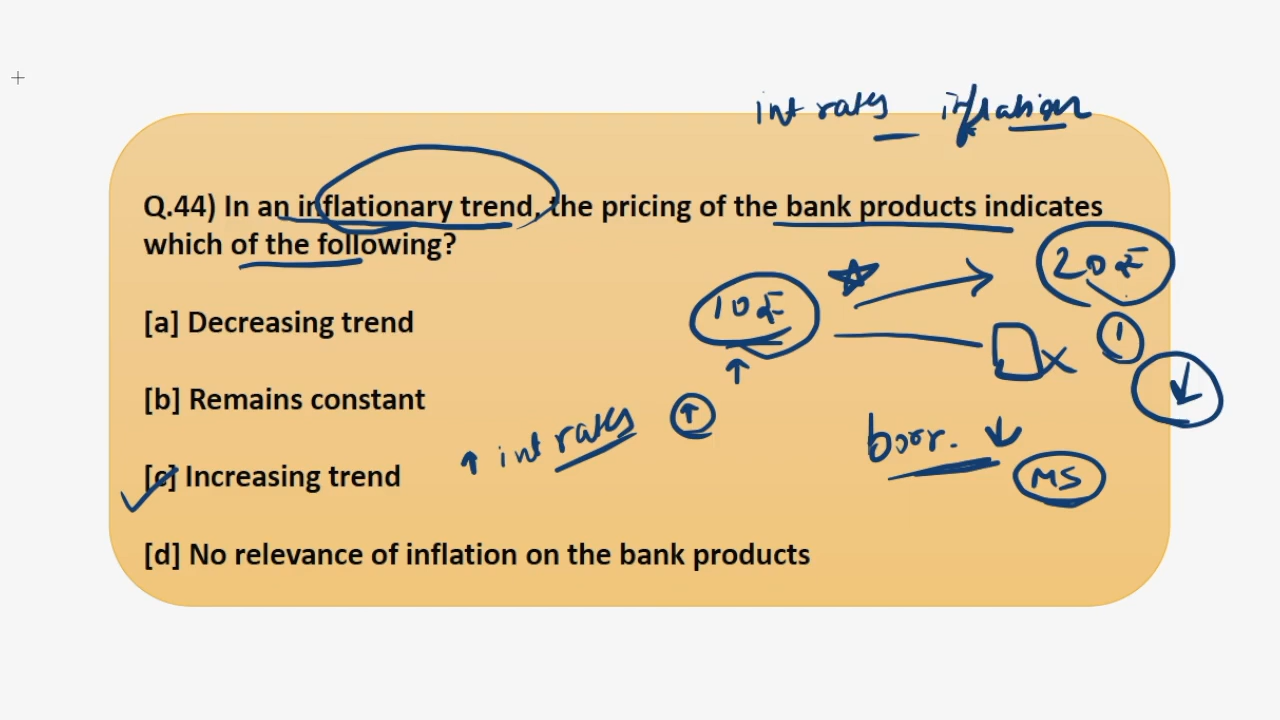 int rates inflation
Q.44) In an inflationary trend, the pricing of the bank products indicates
which of the following?
20₹
10₹
[a] Decreasing trend
1
[b] Remains constant
int rates
borr.
[c] Increasing trend
MS
[d] No relevance of inflation on the bank products